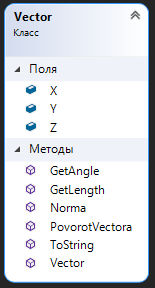 Vector
Класс
Поля
X
Y
Z
Методы
GetAngle
GetLength
Norma
PovorotVectora
ToString
Vector